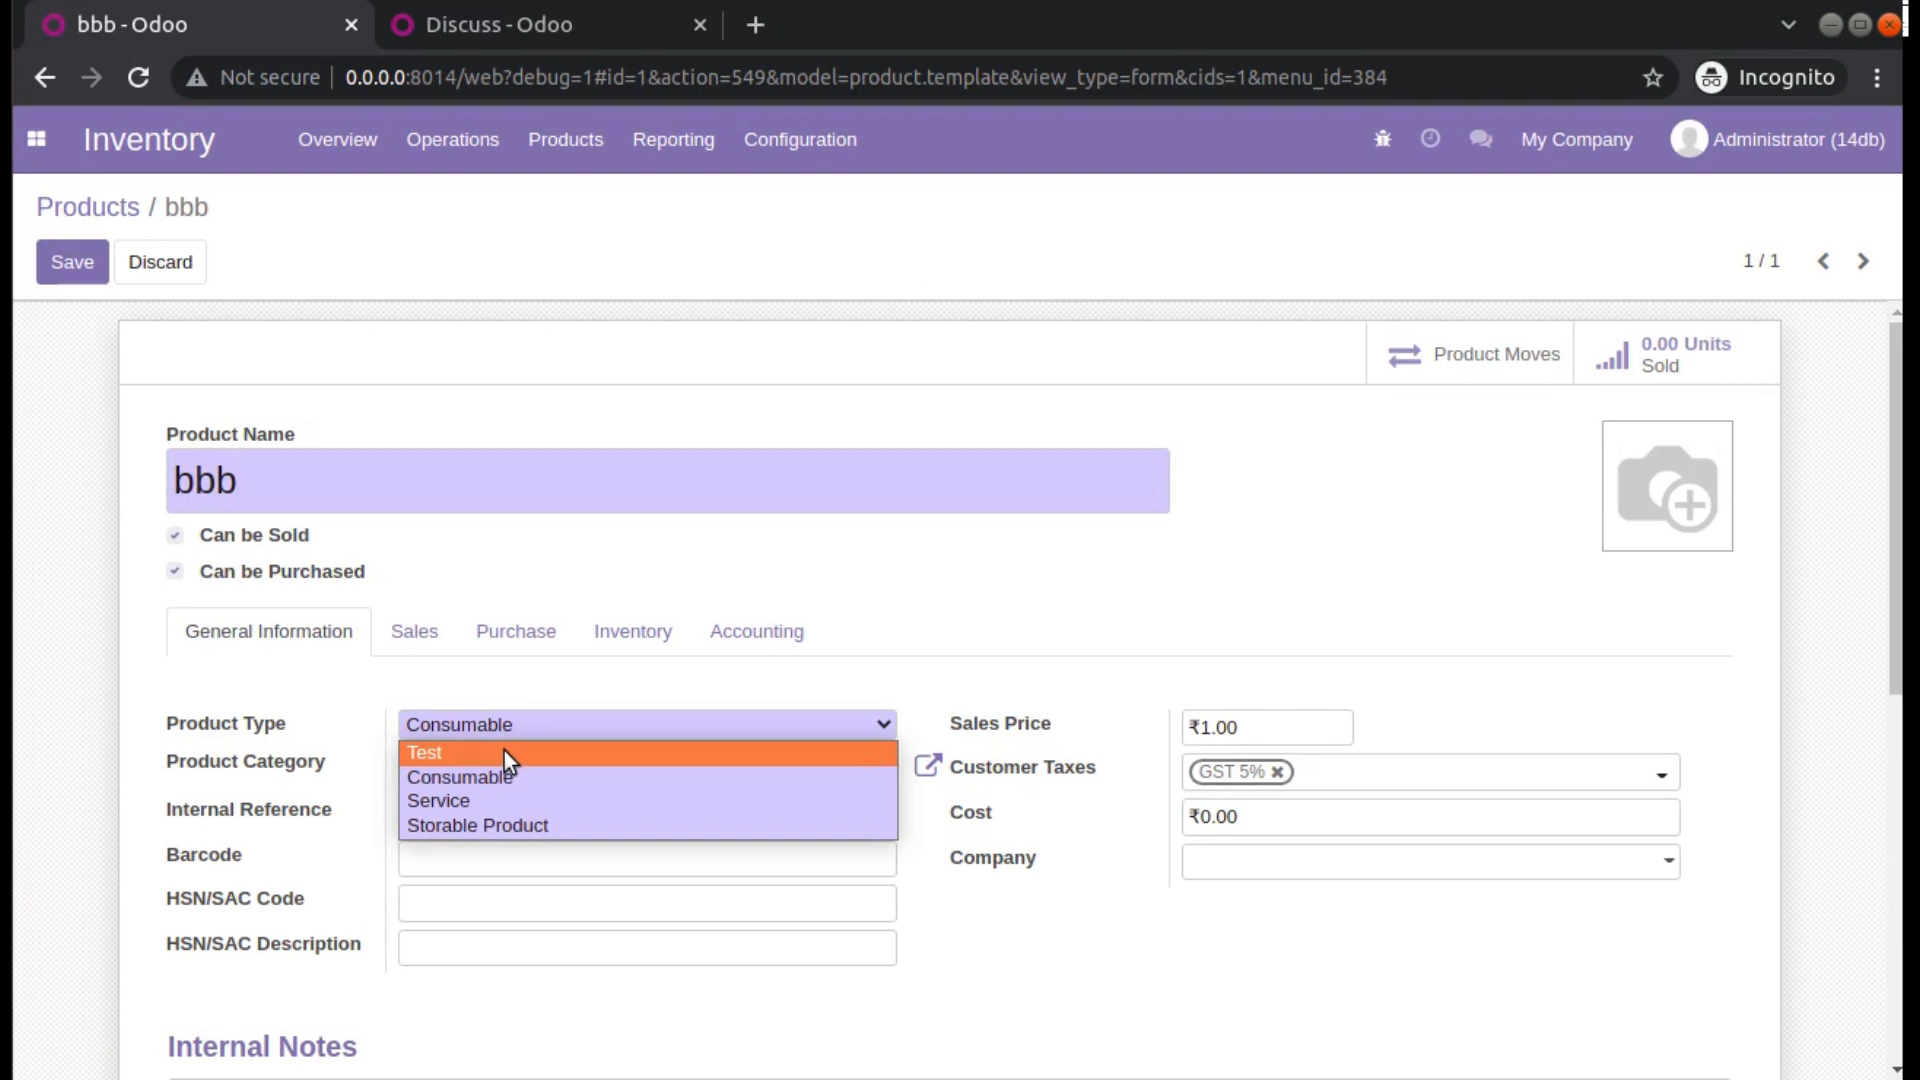 bbb - Odoo
Discuss - Odoo
Not secure
0.0.0.0:8014/web?debug=1#id=1&action=549&model=product.template&view_type=form&cids=1&menu_id=384
Incognito
Inventory
Overview
Operations
Products
Reporting
Configuration
My Company
Administrator (14db)
Products / bbb
Save
Discard
1 / 1
Product Moves
0.00 Units
Sold
Product Name
bbb
Can be Sold
Can be Purchased
General Information
Sales
Purchase
Inventory
Accounting
Product Type
Consumable
Test
Consumable
Service
Storable Product
Product Category
Internal Reference
Barcode
HSN/SAC Code
HSN/SAC Description
Sales Price
₹1.00
Customer Taxes
GST 5%
Cost
₹0.00
Company
Internal Notes